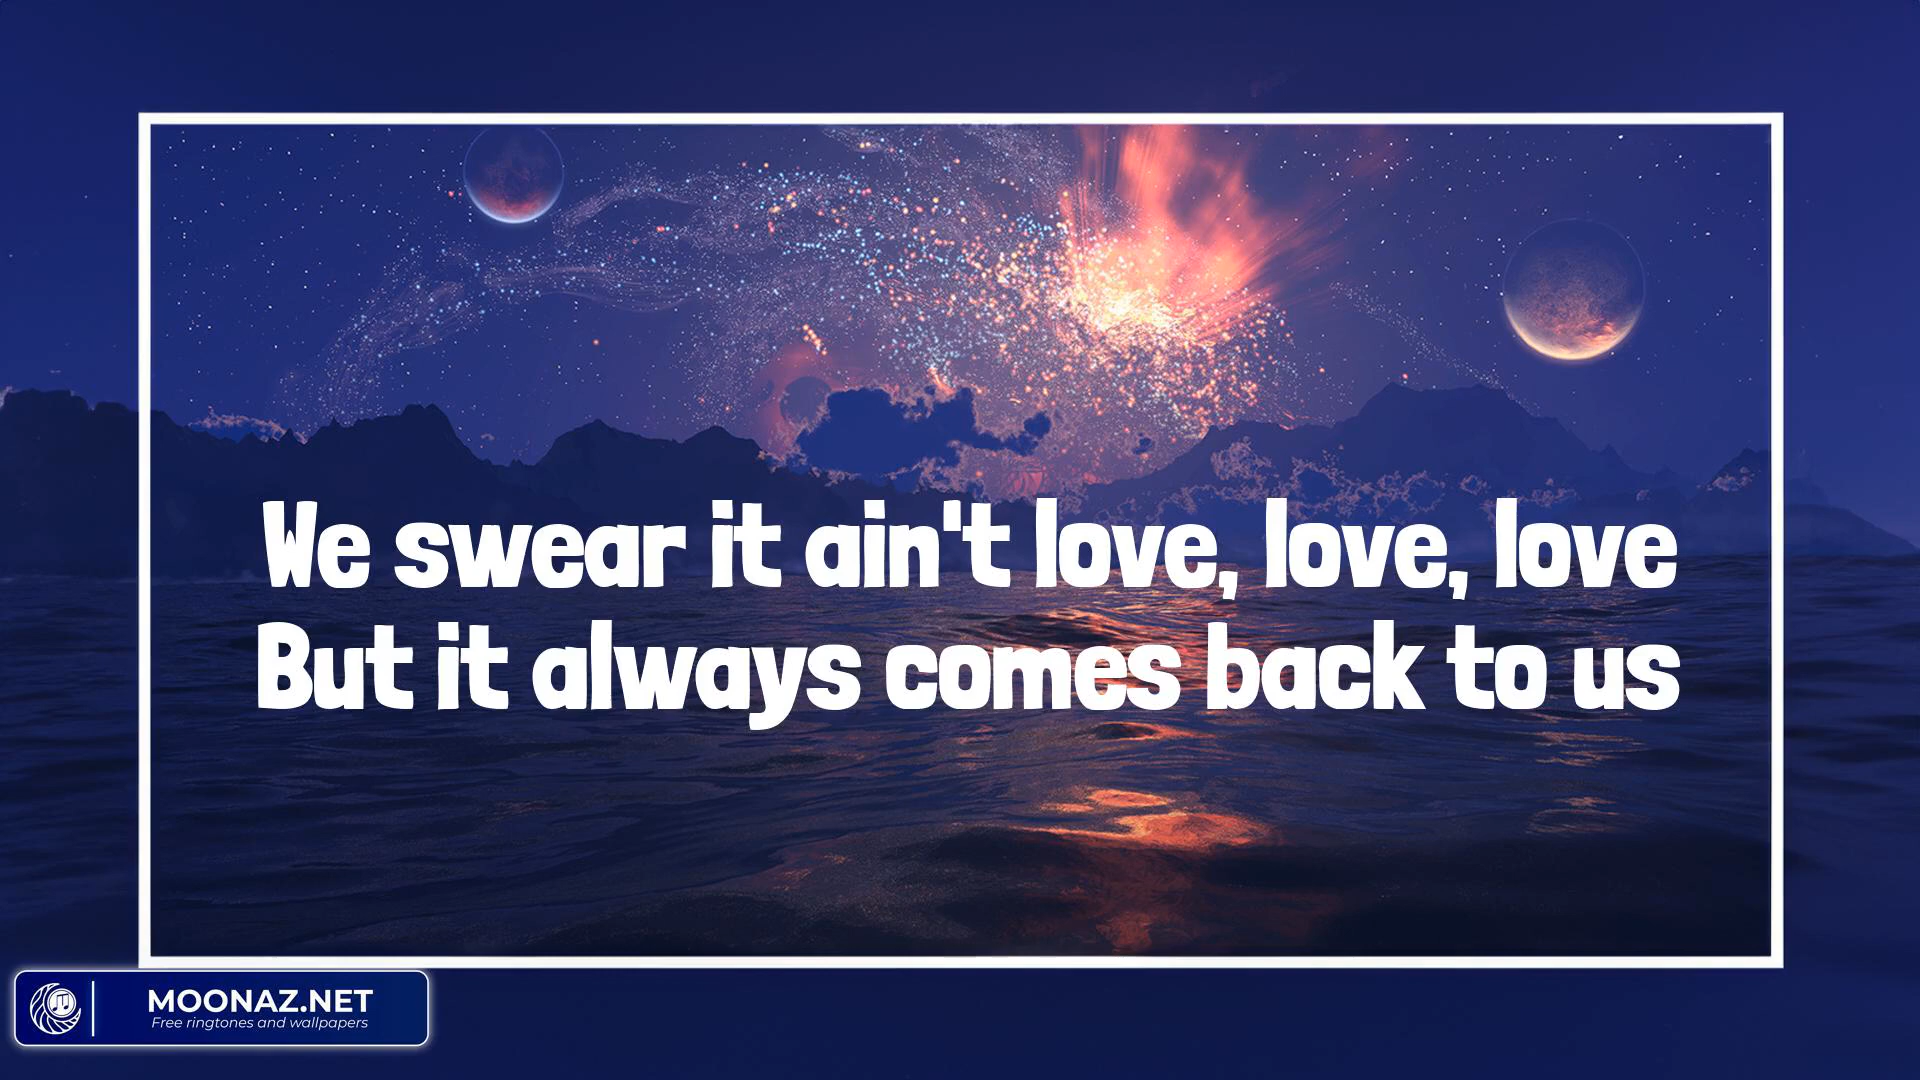 We swear it ain't love, love, love
But it always comes back to us
MOONAZ.NET
Free ringtones and wallpapers